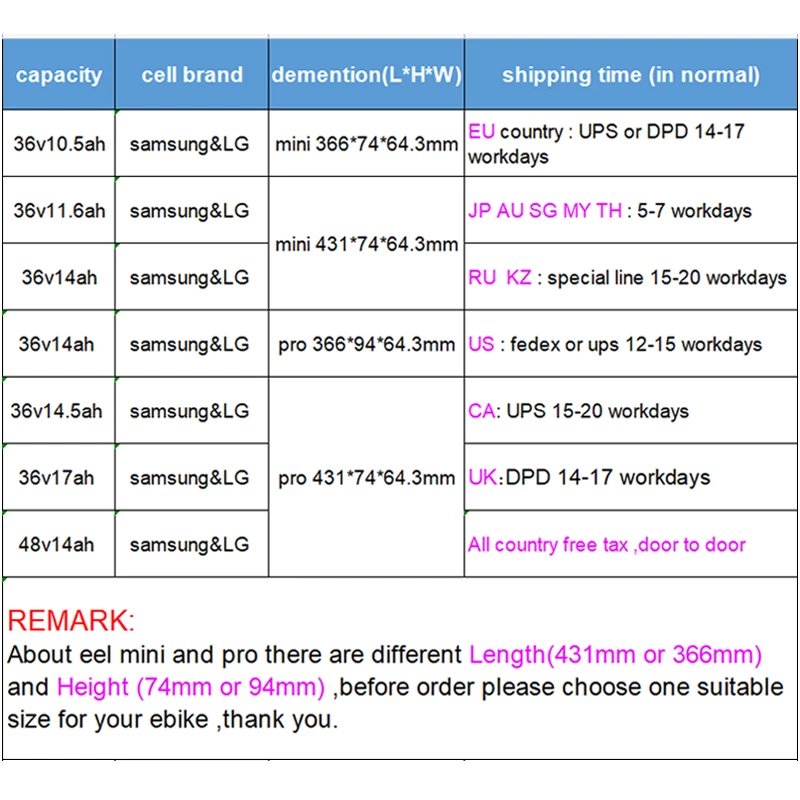 capacity cell brand demention(L*H*W) shipping time (in normal)
36v10.5ah samsung&LG mini 366*74*64.3mm EU country : UPS or DPD 14-17
workdays
36v11.6ah samsung&LG JP AU SG MY TH : 5-7 workdays
mini 431*74*64.3mm
36v14ah samsung&LG RU KZ : special line 15-20 workdays
36v14ah samsung&LG pro 366*94*64.3mm US : fedex or ups 12-15 workdays
36v14.5ah samsung&LG CA: UPS 15-20 workdays
36v17ah samsung&LG pro 431*74*64.3mm UK:DPD 14-17 workdays
48v14ah samsung&LG All country free tax ,door to door
REMARK:
About eel mini and pro there are different Length(431mm or 366mm)
and Height (74mm or 94mm) ,before order please choose one suitable
size for your ebike ,thank you.